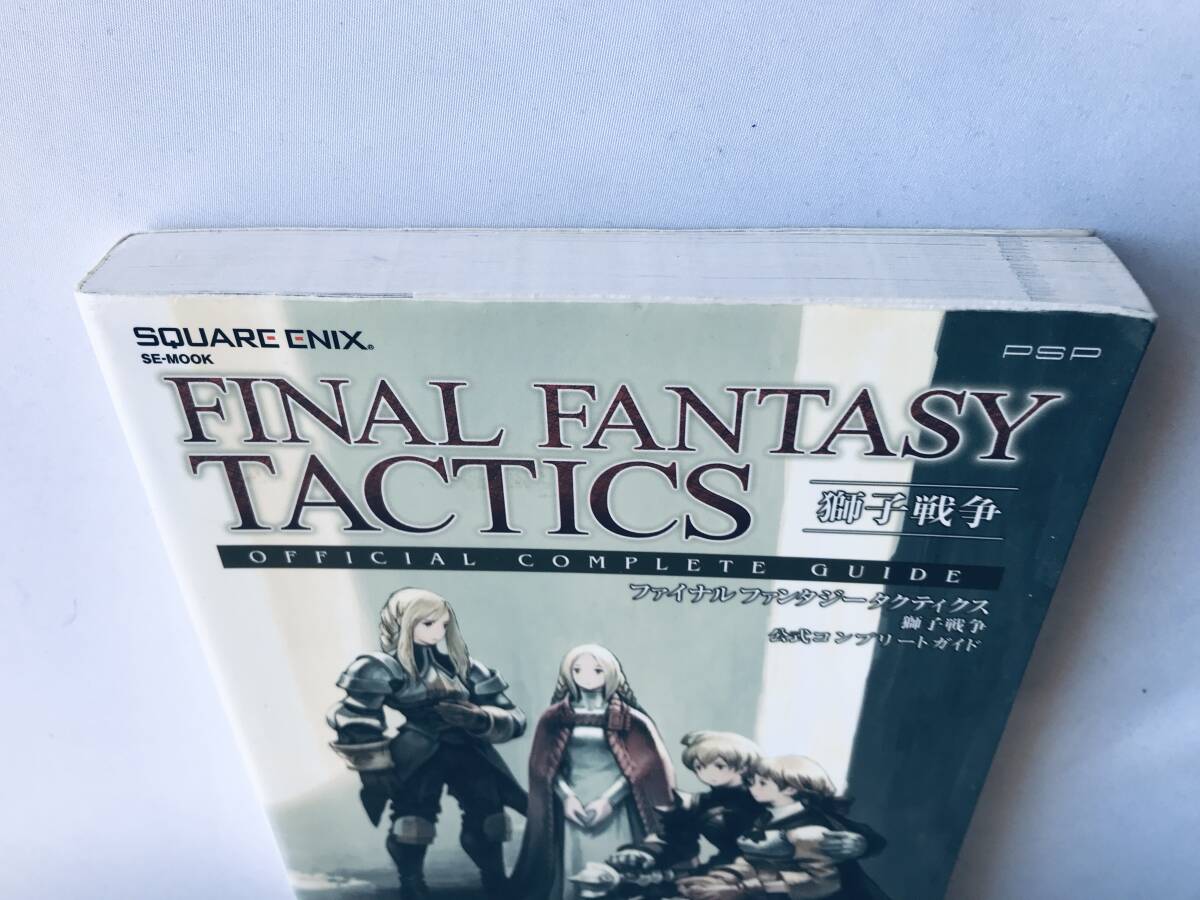 SQUARE ENIX®
SE-MOOK
PSP
FINAL FANTASY
TACTICS
獅子戦争
OFFICIAL COMPLETE GUIDE
ファイナルファンタジータクティクス
獅子戦争
公式コンプリートガイド